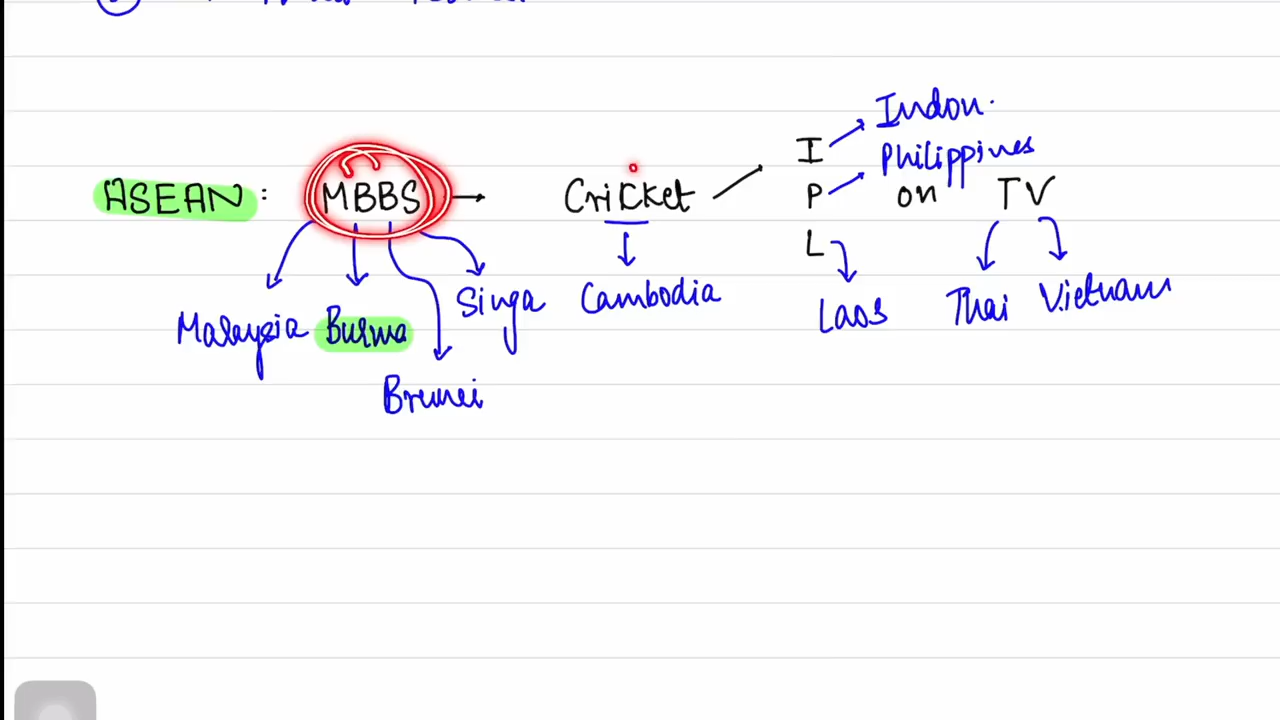 Indon.
I
Philippines
ASEAN : MBBS → Cricket P on TV
L
Malaysia Burma Singa Cambodia Laos Thai Vietnam
Brunei